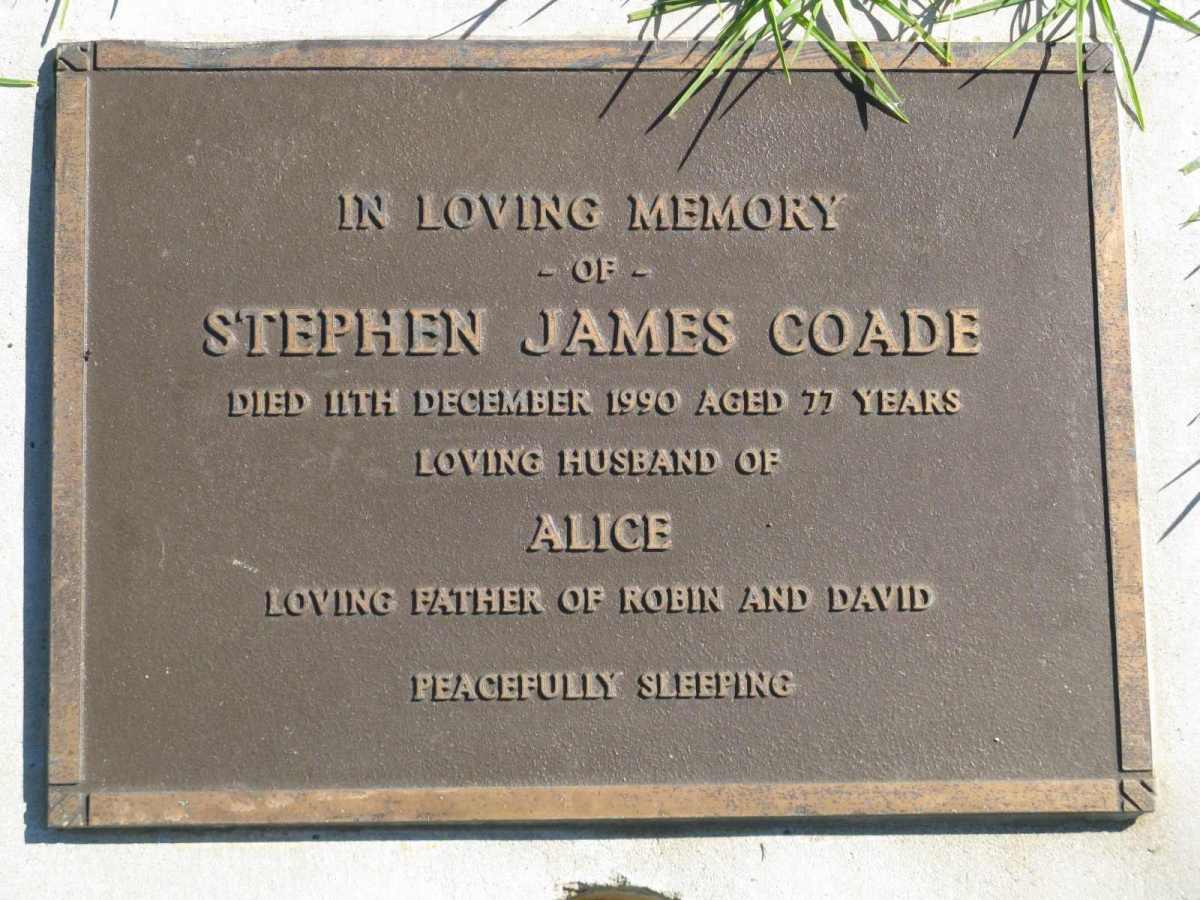 IN LOVING MEMORY
- OF -
STEPHEN JAMES COADE
DIED 11TH DECEMBER 1990 AGED 77 YEARS
LOVING HUSBAND OF
ALICE
LOVING FATHER OF ROBIN AND DAVID
PEACEFULLY SLEEPING